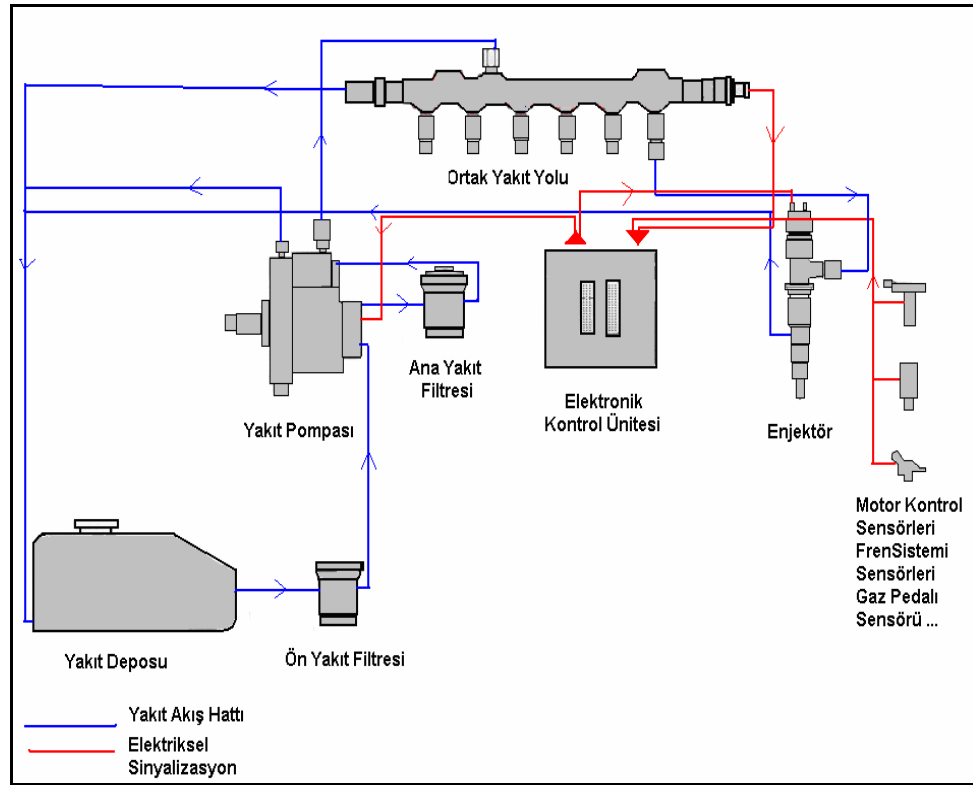 Ortak Yakıt Yolu
Ana Yakıt
Filtresi
Yakıt Pompası
Elektronik
Kontrol Ünitesi
Enjektör
Motor Kontrol
Sensörleri
FrenSistemi
Sensörleri
Gaz Pedalı
Sensörü ...
Yakıt Deposu
Ön Yakıt Filtresi
Yakıt Akış Hattı
Elektriksel
Sinyalizasyon